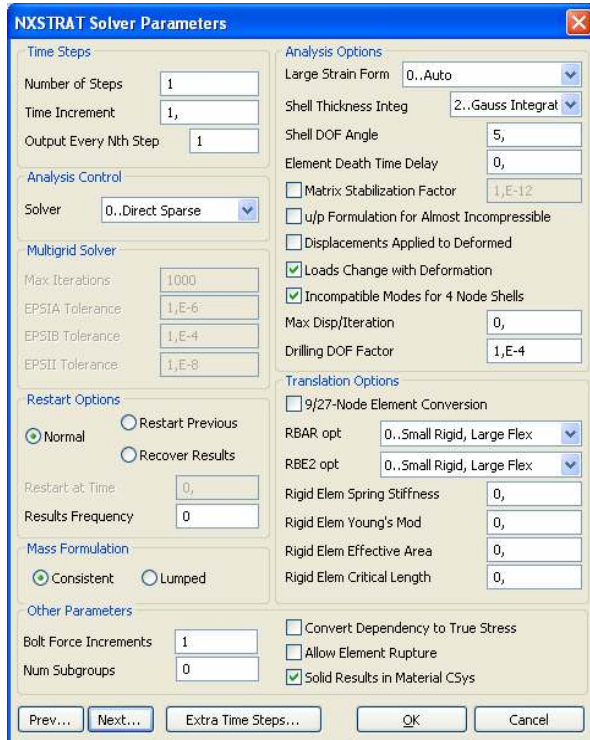 NXSTRAT Solver Parameters
Time Steps
Number of Steps 1
Time Increment 1,
Output Every Nth Step 1
Analysis Control
Solver 0..Direct Sparse
Multigrid Solver
Max Iterations 1000
EPSIA Tolerance 1,E-6
EPSIB Tolerance 1,E-4
EPSII Tolerance 1,E-8
Restart Options
Normal
Restart Previous
Recover Results
Restart at Time 0,
Results Frequency 0
Mass Formulation
Consistent Lumped
Analysis Options
Large Strain Form 0..Auto
Shell Thickness Integ 2..Gauss Integrat
Shell DOF Angle 5,
Element Death Time Delay 0,
Matrix Stabilization Factor 1,E-12
u/p Formulation for Almost Incompressible
Displacements Applied to Deformed
Loads Change with Deformation
Incompatible Modes for 4 Node Shells
Max Disp/Iteration 0,
Drilling DOF Factor 1,E-4
Translation Options
9/27-Node Element Conversion
RBAR opt 0..Small Rigid, Large Flex
RBE2 opt 0..Small Rigid, Large Flex
Rigid Elem Spring Stiffness 0,
Rigid Elem Young's Mod 0,
Rigid Elem Effective Area 0,
Rigid Elem Critical Length 0,
Other Parameters
Bolt Force Increments 1
Num Subgroups 0
Convert Dependency to True Stress
Allow Element Rupture
Solid Results in Material CSys
Prev... Next... Extra Time Steps... OK Cancel